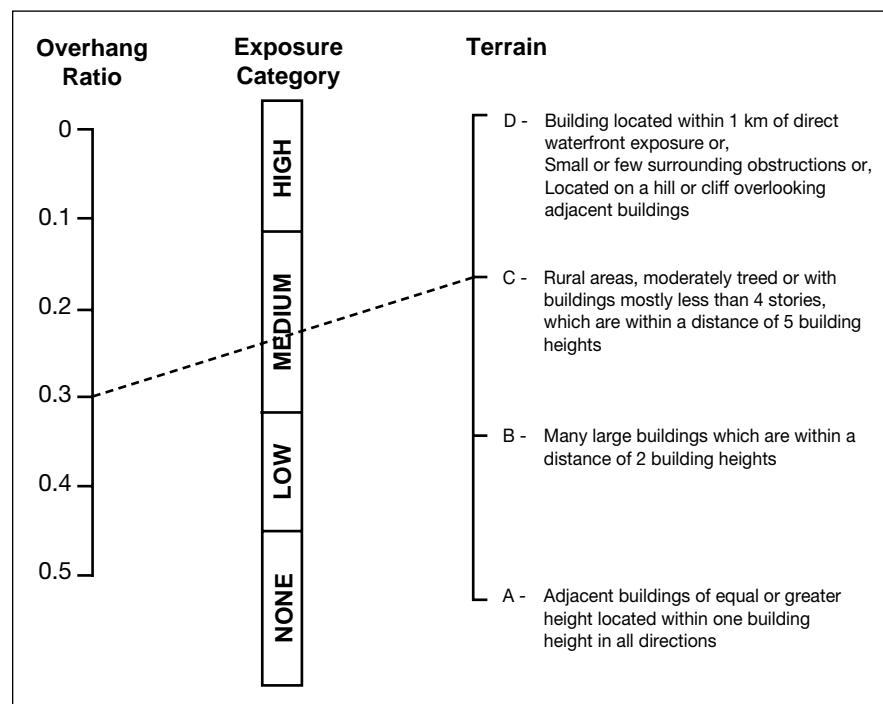 Overhang
Ratio
0
0.1
0.2
0.3
0.4
0.5
Exposure
Category
HIGH
MEDIUM
LOW
NONE
Terrain
D - Building located within 1 km of direct
waterfront exposure or,
Small or few surrounding obstructions or,
Located on a hill or cliff overlooking
adjacent buildings
C - Rural areas, moderately treed or with
buildings mostly less than 4 stories,
which are within a distance of 5 building
heights
B - Many large buildings which are within a
distance of 2 building heights
A - Adjacent buildings of equal or greater
height located within one building
height in all directions